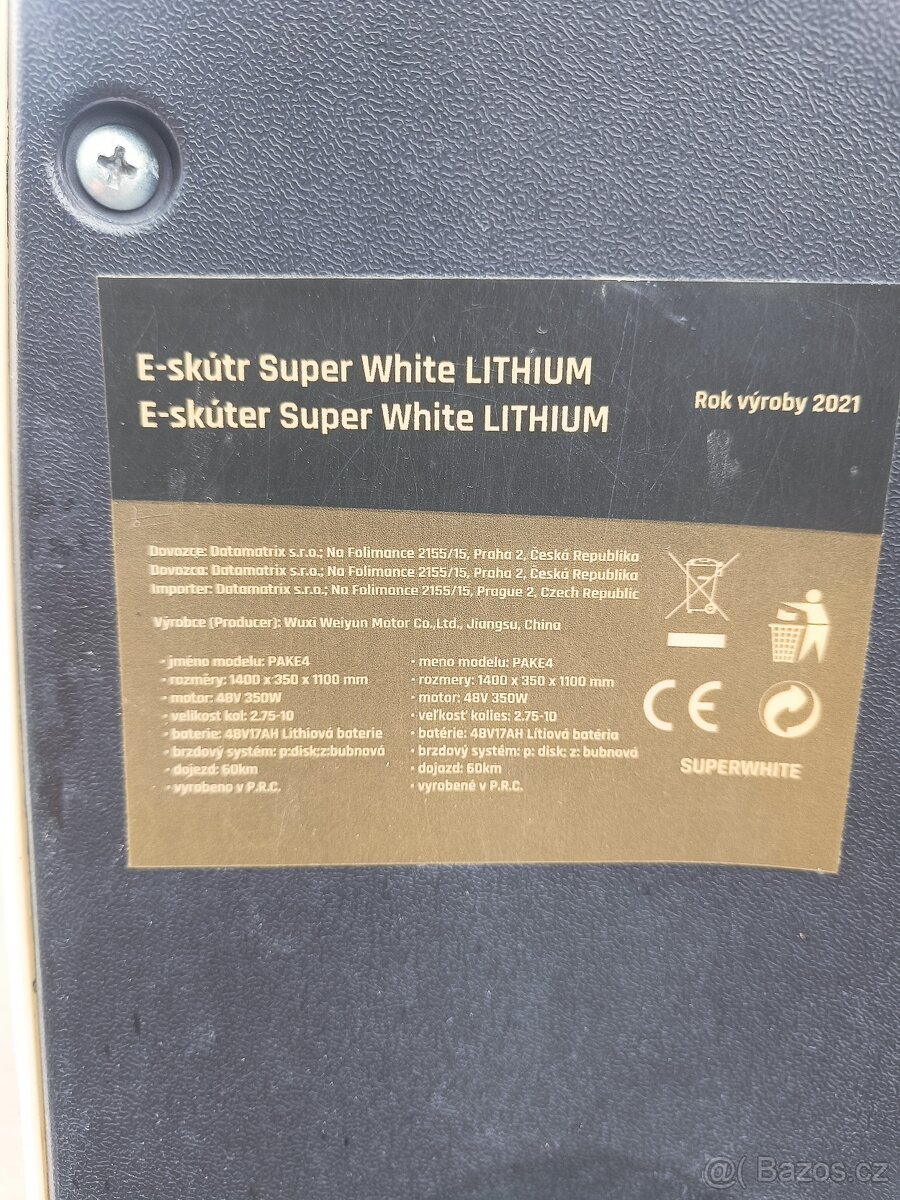 E-skútr Super White LITHIUM
E-skúter Super White LITHIUM
Rok výroby 2021
Dovozce: Datamatrix s.r.o.; Na Folimance 2155/15, Praha 2, Česká Republika
Dovozca: Datamatrix s.r.o.; Na Folimance 2155/15, Praha 2, Česká Republika
Importer: Datamatrix s.r.o.; Na Folimance 2155/15, Prague 2, Czech Republic
Výrobce (Producer): Wuxi Weiyun Motor Co.,Ltd., Jiangsu, China
• jméno modelu: PAKE4
• rozměry: 1400 x 350 x 1100 mm
• motor: 48V 350W
• velikost kol: 2.75-10
• baterie: 48V17AH Lithiová baterie
• brzdový systém: p:disk;z:bubnová
• dojezd: 60km
• vyrobeno v P.R.C.
• meno modelu: PAKE4
• rozmery: 1400 x 350 x 1100 mm
• motor: 48V 350W
• veľkosť kolies: 2.75-10
• batérie: 48V17AH Lítiová batéria
• brzdový systém: p: disk; z: bubnová
• dojazd: 60km
• vyrobené v P.R.C.
CE
SUPERWHITE
@( Bazos.cz